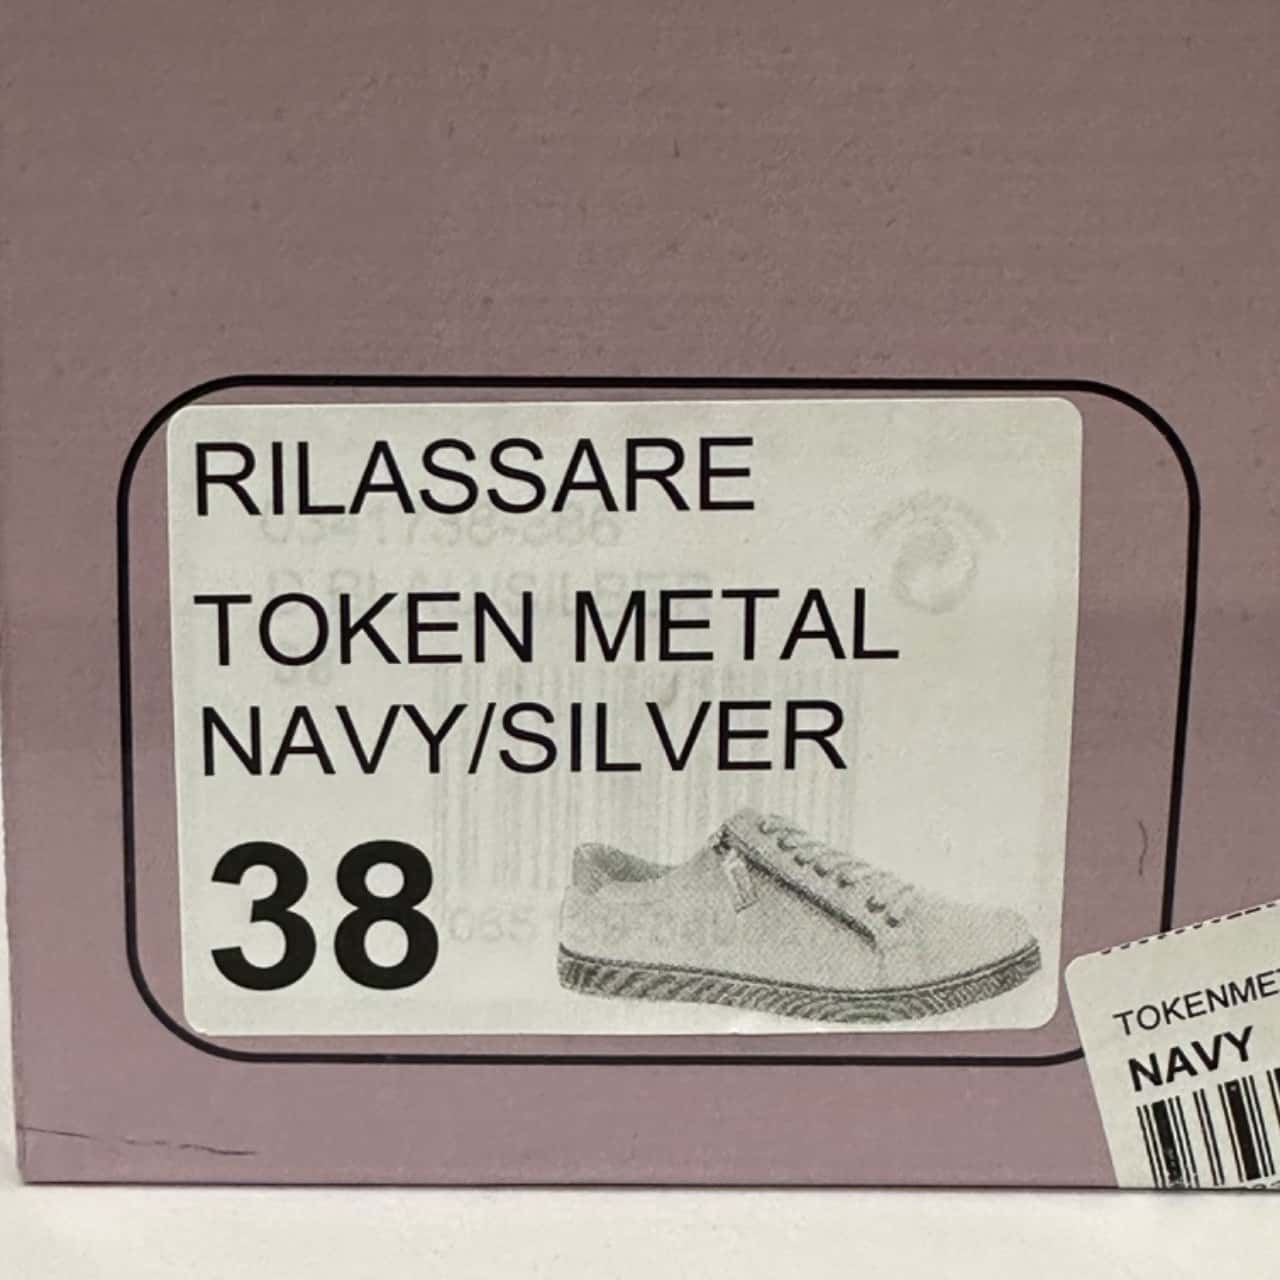 RILASSARE
TOKEN METAL
NAVY/SILVER
38
TOKENME
NAVY